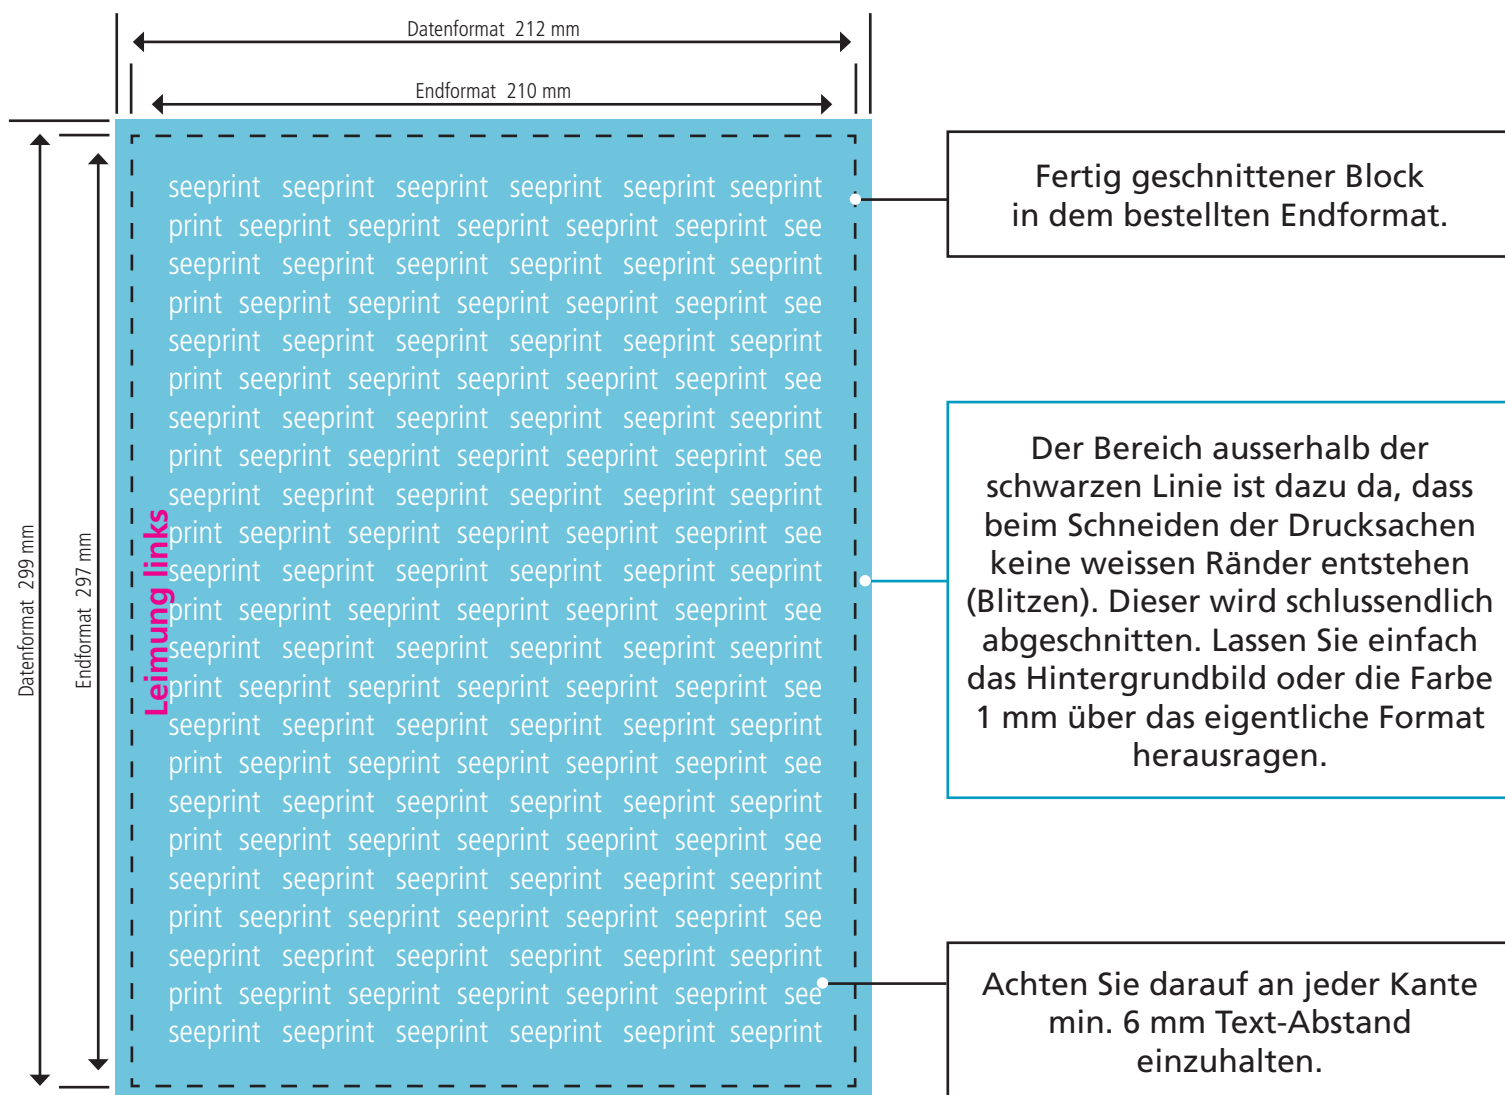 Datenformat 212 mm
Endformat 210 mm
Datenformat 299 mm
Endformat 297 mm
Leimung links
seeprint seeprint seeprint seeprint seeprint seeprint
print seeprint seeprint seeprint seeprint seeprint see
seeprint seeprint seeprint seeprint seeprint seeprint
print seeprint seeprint seeprint seeprint seeprint see
seeprint seeprint seeprint seeprint seeprint seeprint
print seeprint seeprint seeprint seeprint seeprint see
seeprint seeprint seeprint seeprint seeprint seeprint
print seeprint seeprint seeprint seeprint seeprint see
seeprint seeprint seeprint seeprint seeprint seeprint
print seeprint seeprint seeprint seeprint seeprint see
seeprint seeprint seeprint seeprint seeprint seeprint
print seeprint seeprint seeprint seeprint seeprint see
seeprint seeprint seeprint seeprint seeprint seeprint
print seeprint seeprint seeprint seeprint seeprint see
seeprint seeprint seeprint seeprint seeprint seeprint
print seeprint seeprint seeprint seeprint seeprint see
seeprint seeprint seeprint seeprint seeprint seeprint
print seeprint seeprint seeprint seeprint seeprint see
seeprint seeprint seeprint seeprint seeprint seeprint
print seeprint seeprint seeprint seeprint seeprint see
seeprint seeprint seeprint seeprint seeprint seeprint
print seeprint seeprint seeprint seeprint seeprint see
seeprint seeprint seeprint seeprint seeprint seeprint
Fertig geschnittener Block
in dem bestellten Endformat.
Der Bereich ausserhalb der
schwarzen Linie ist dazu da, dass
beim Schneiden der Drucksachen
keine weissen Ränder entstehen
(Blitzen). Dieser wird schlussendlich
abgeschnitten. Lassen Sie einfach
das Hintergrundbild oder die Farbe
1 mm über das eigentliche Format
herausragen.
Achten Sie darauf an jeder Kante
min. 6 mm Text-Abstand
einzuhalten.